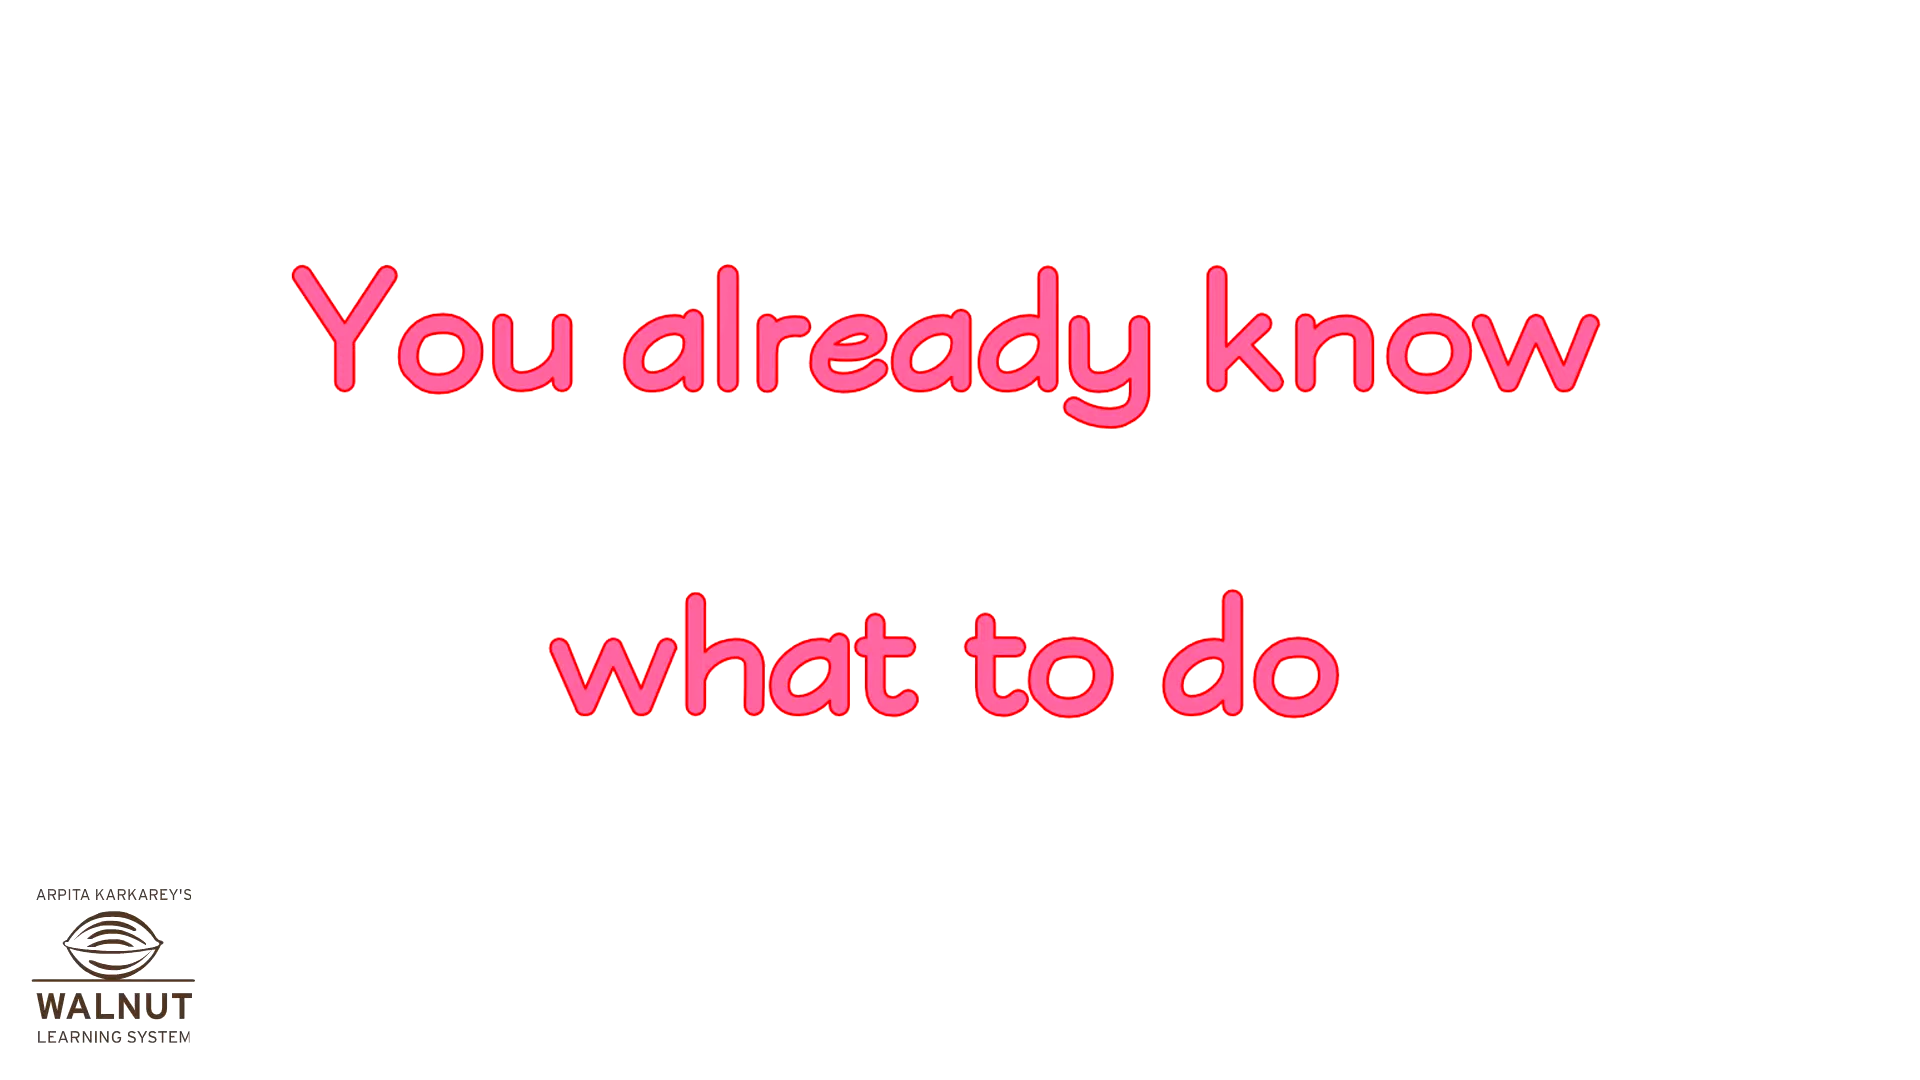 You already know
what to do
ARPITA KARKAREY'S
WALNUT
LEARNING SYSTEM